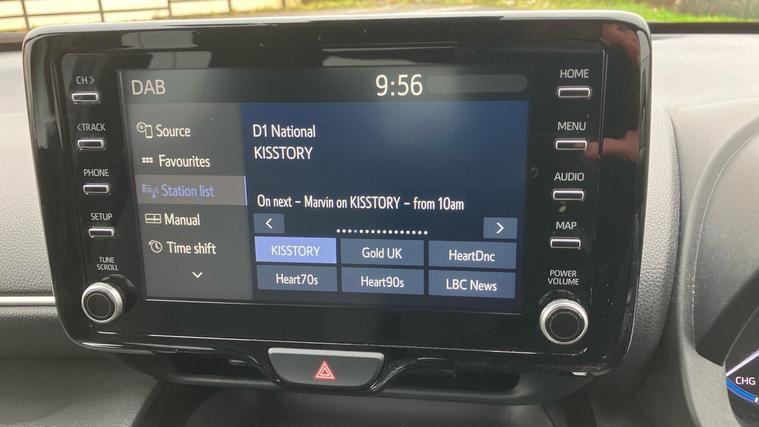 CH >
< TRACK
PHONE
SETUP
TUNE
SCROLL
DAB
9:56
Source
Favourites
Station list
Manual
Time shift
D1 National
KISSTORY
On next – Marvin on KISSTORY – from 10am
KISSTORY
Gold UK
HeartDnc
Heart70s
Heart90s
LBC News
HOME
MENU
AUDIO
MAP
POWER
VOLUME
CHG